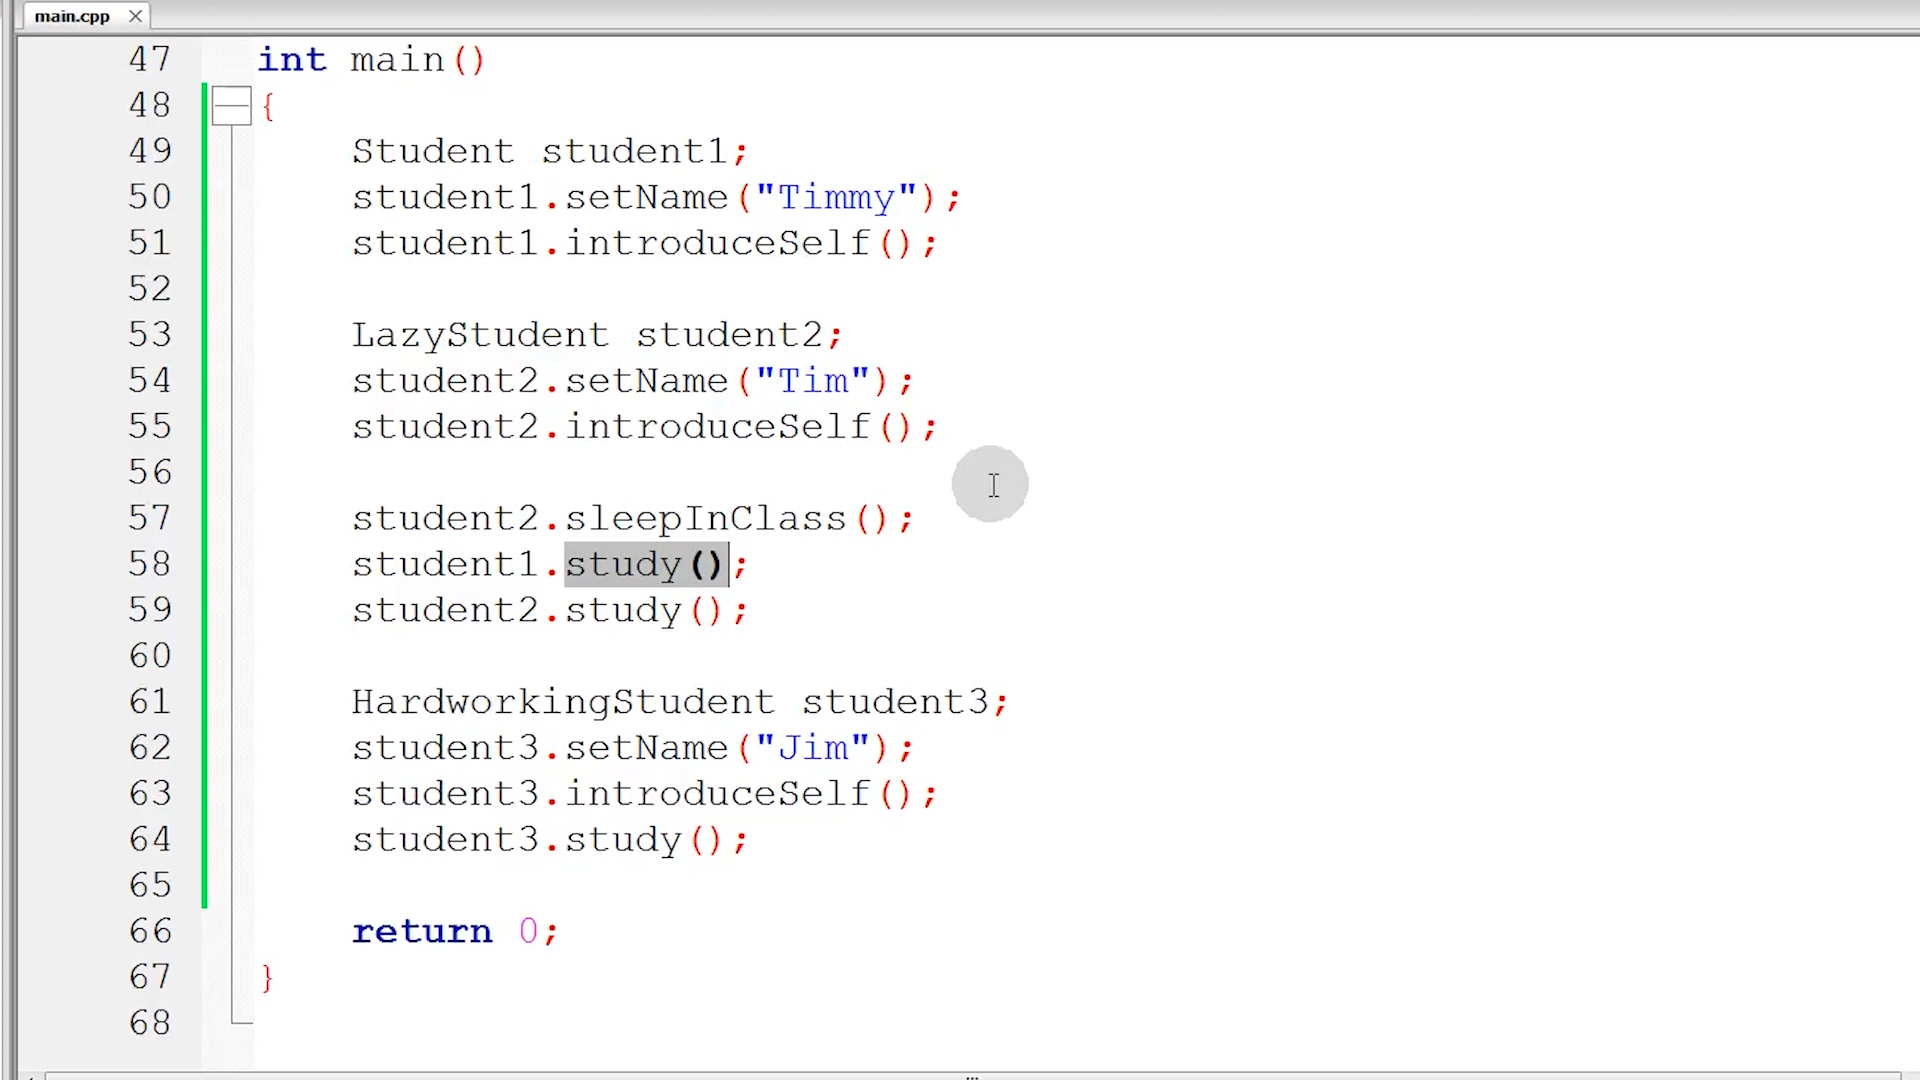 main.cpp
47 int main()
48 {
49 Student student1;
50 student1.setName("Timmy");
51 student1.introduceSelf();
52
53 LazyStudent student2;
54 student2.setName("Tim");
55 student2.introduceSelf();
56
57 student2.sleepInClass();
58 student1.study();
59 student2.study();
60
61 HardworkingStudent student3;
62 student3.setName("Jim");
63 student3.introduceSelf();
64 student3.study();
65
66 return 0;
67 }
68